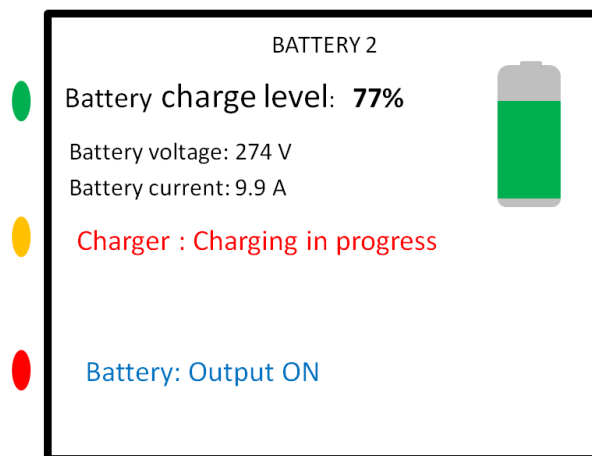 BATTERY 2
Battery charge level: 77%
Battery voltage: 274 V
Battery current: 9.9 A
Charger : Charging in progress
Battery: Output ON